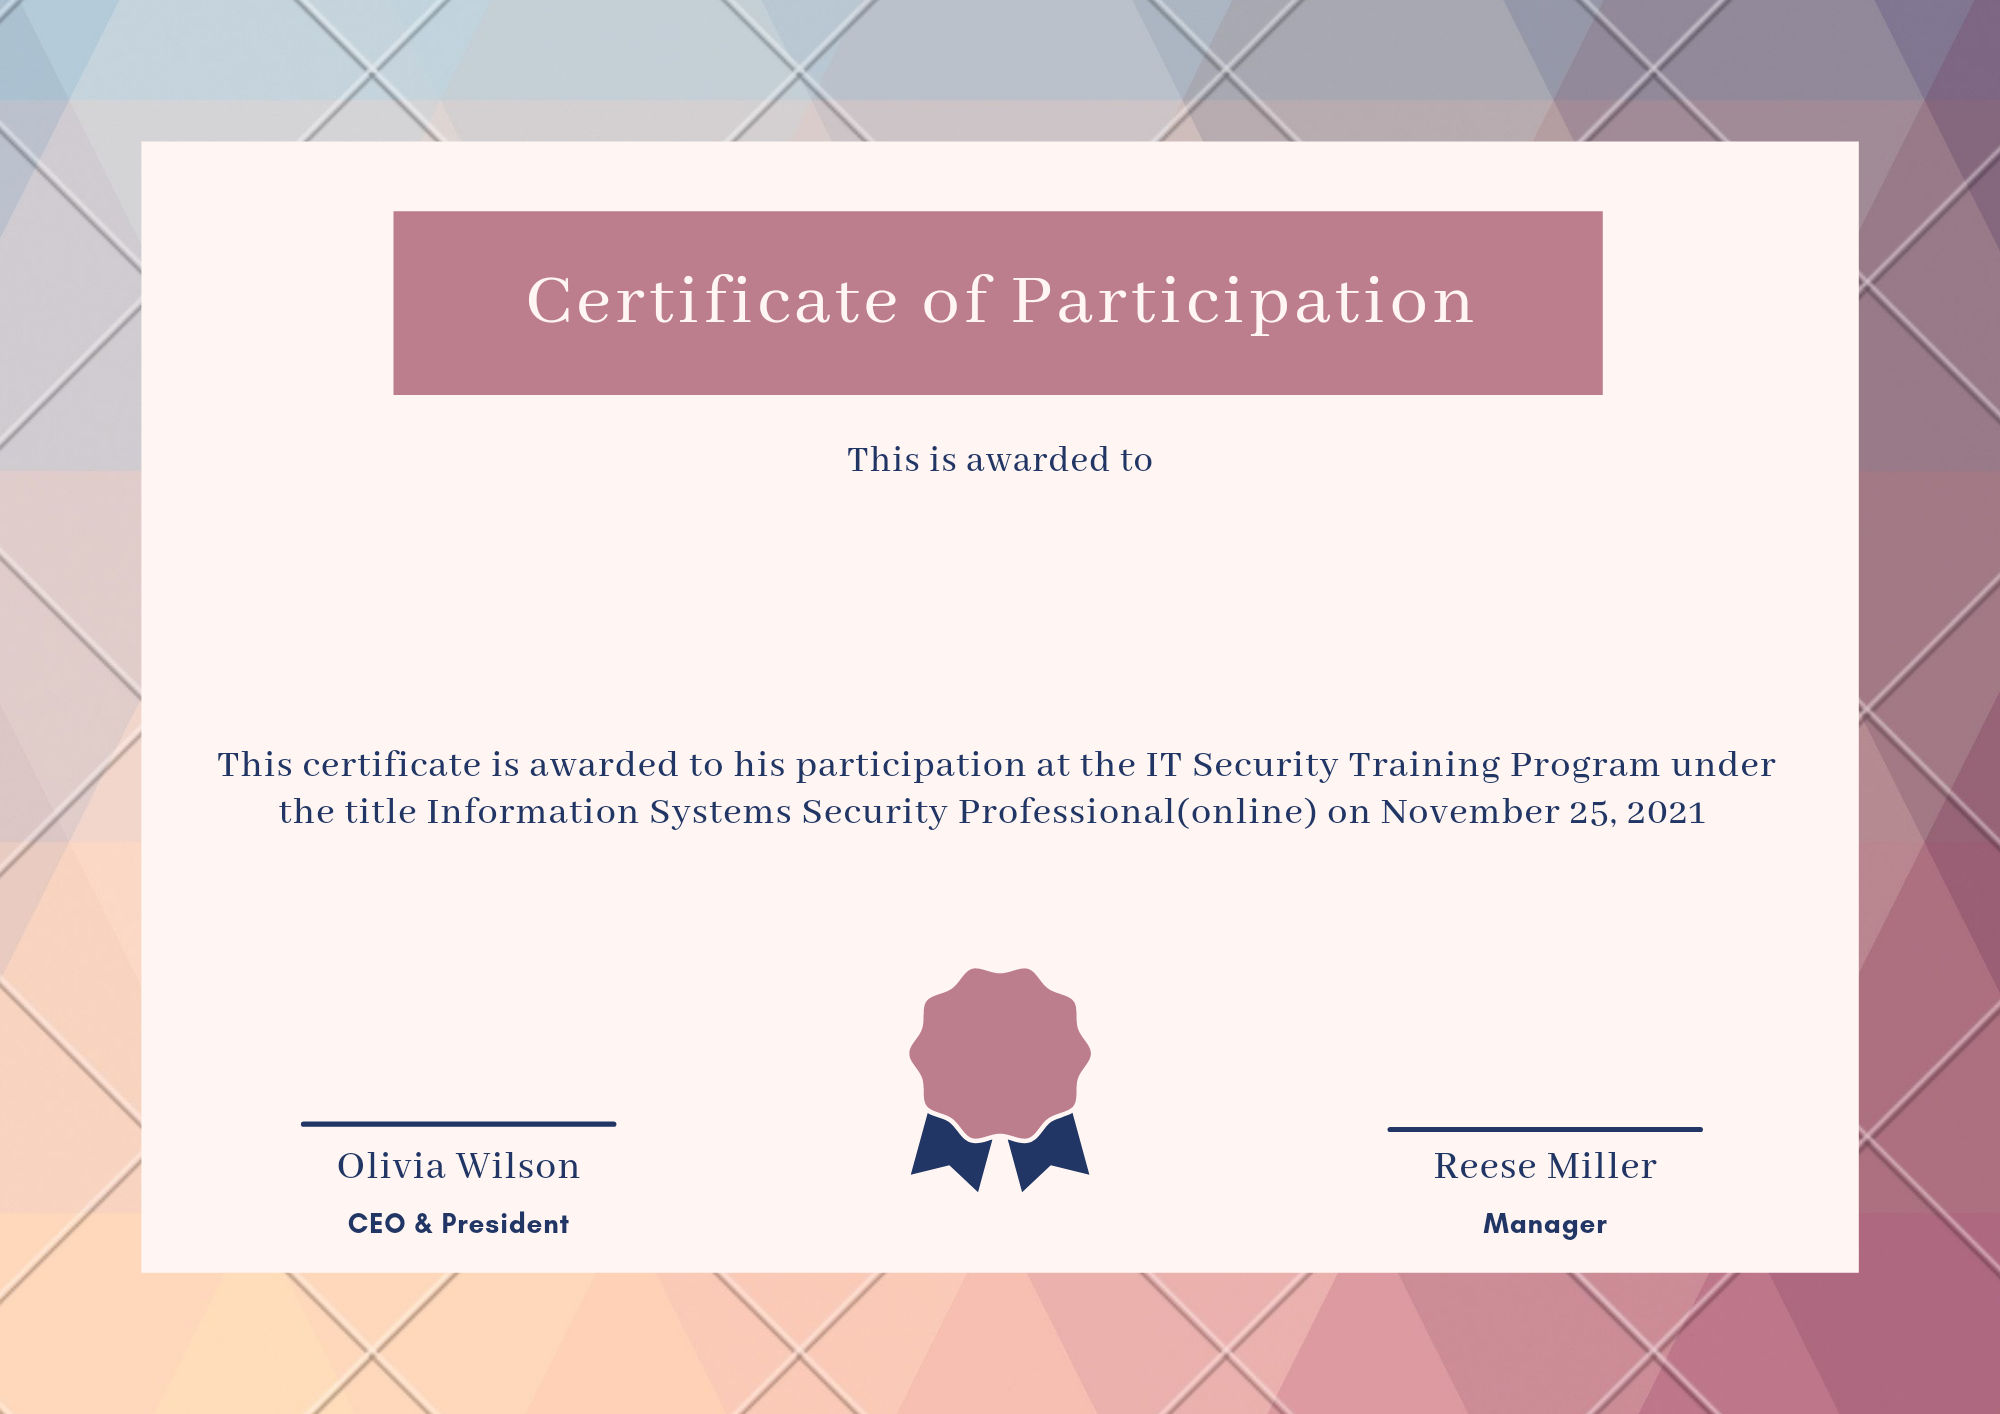 Certificate of Participation
This is awarded to
This certificate is awarded to his participation at the IT Security Training Program under
the title Information Systems Security Professional(online) on November 25, 2021
Olivia Wilson
CEO & President
Reese Miller
Manager